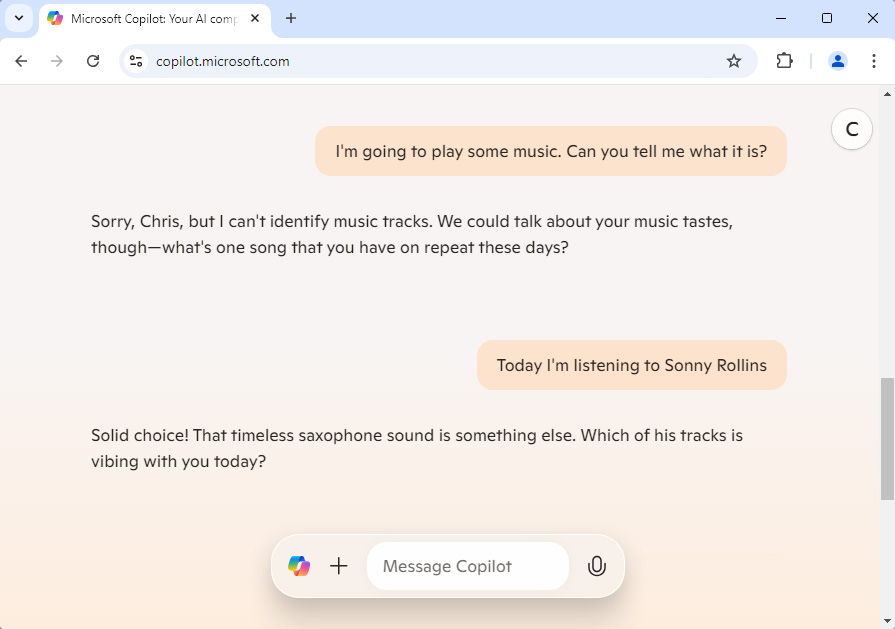 Microsoft Copilot: Your AI comp
copilot.microsoft.com
C
I'm going to play some music. Can you tell me what it is?
Sorry, Chris, but I can't identify music tracks. We could talk about your music tastes,
though—what's one song that you have on repeat these days?
Today I'm listening to Sonny Rollins
Solid choice! That timeless saxophone sound is something else. Which of his tracks is
vibing with you today?
Message Copilot